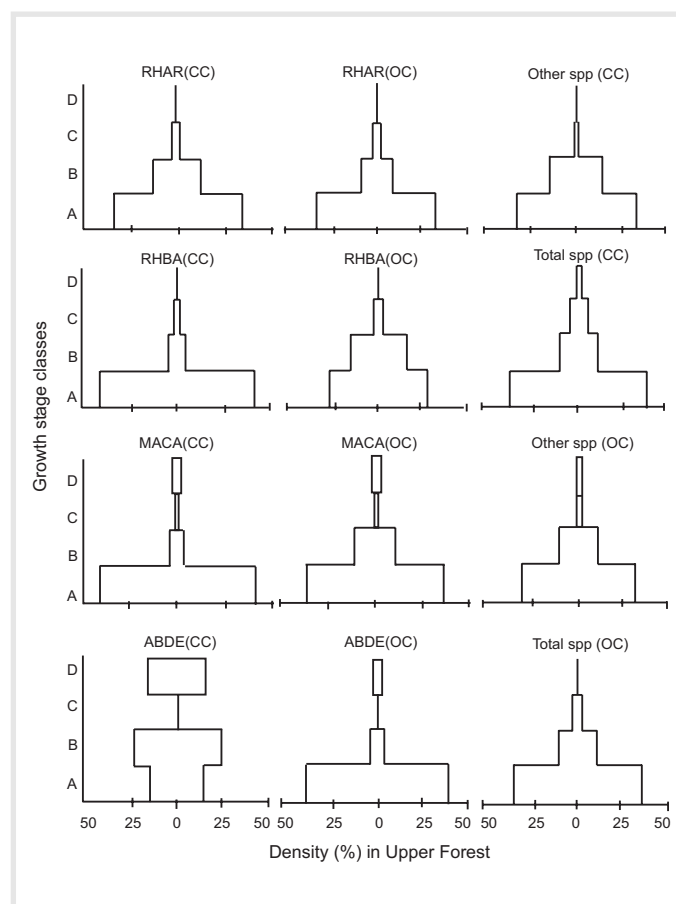 RHAR(CC) RHAR(OC) Other spp (CC)
D
C
B
A
RHBA(CC) RHBA(OC) Total spp (CC)
D
C
B
A
MACA(CC) MACA(OC) Other spp (OC)
D
C
B
A
ABDE(CC) ABDE(OC) Total spp (OC)
D
C
B
A
50 25 0 25 50 25 0 25 50 25 0 25 50
Density (%) in Upper Forest
Growth stage classes